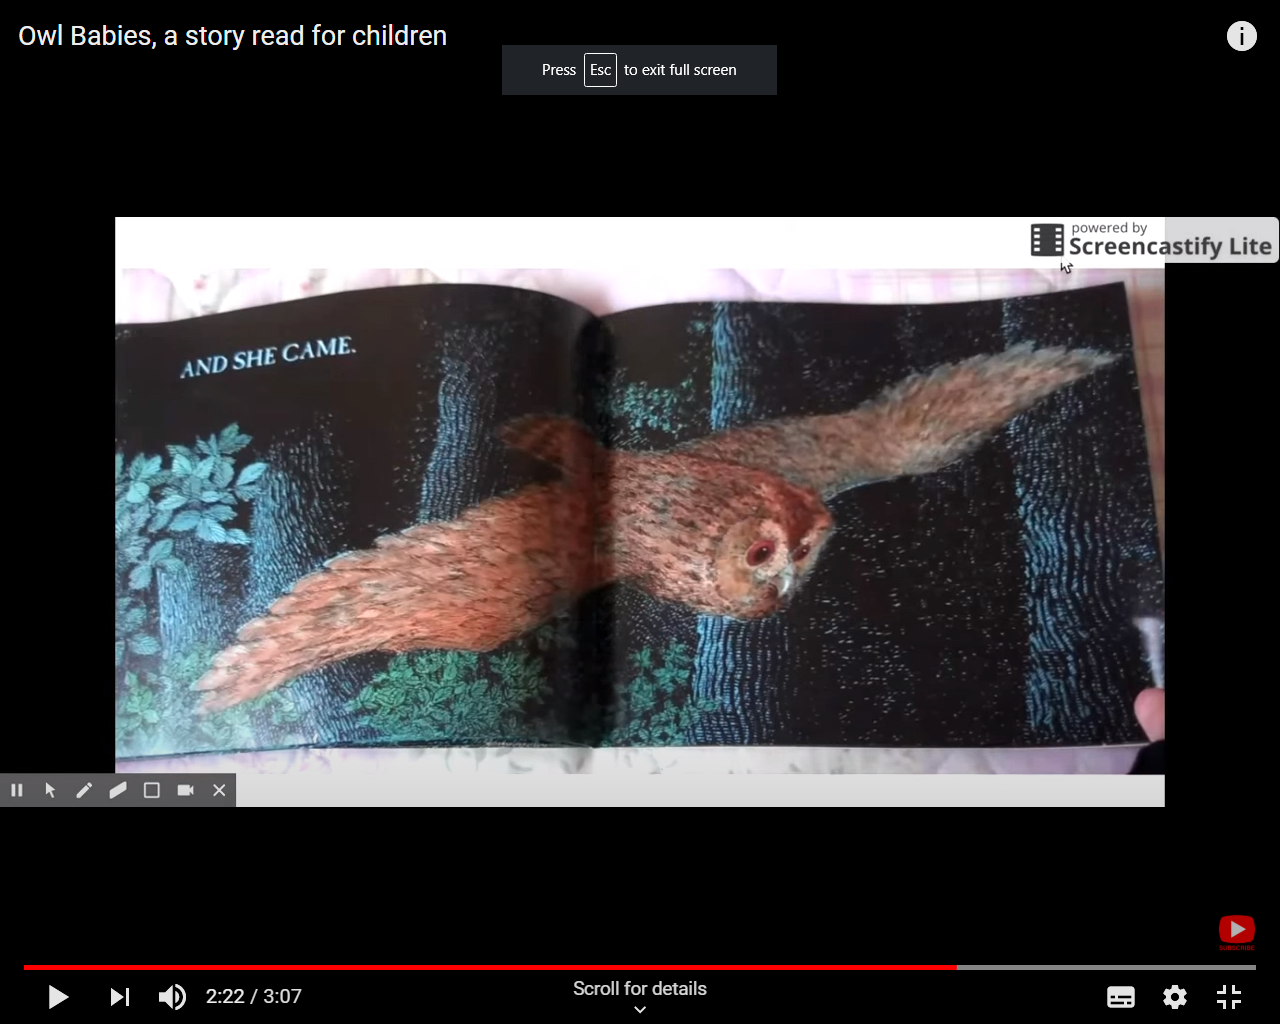 Owl Babies, a story read for children
Press Esc to exit full screen
powered by
Screencastify Lite
AND SHE CAME.
SUBSCRIBE
2:22 / 3:07
Scroll for details